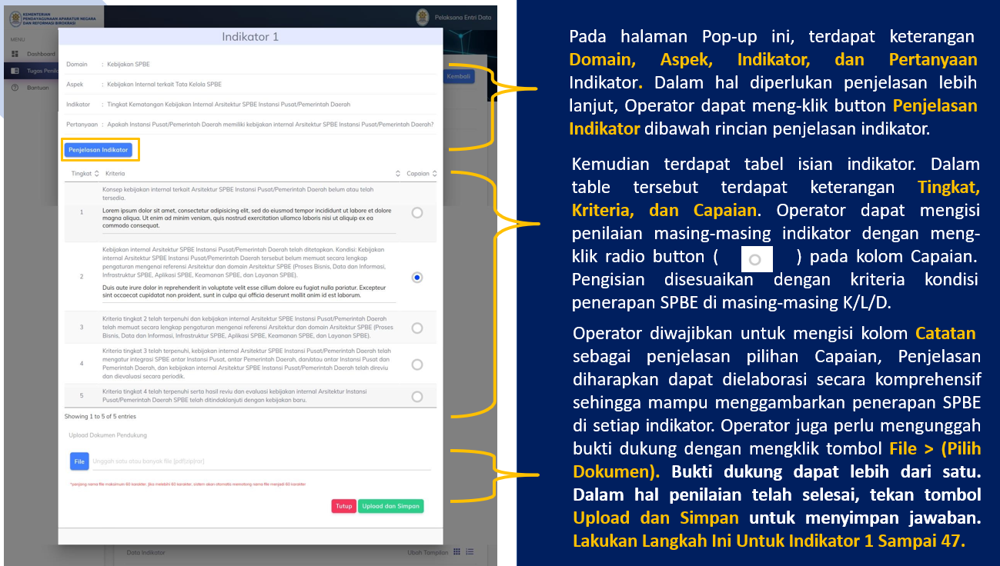 KEMENTERIAN
PENDAYAGUNAAN APARATUR NEGARA
DAN REFORMASI BIROKRASI
Pelaksana Entri Data
MENU
Dashboard
Tugas Penil
Bantuan
Kembali
Indikator 1
Domain : Kebijakan SPBE
Aspek : Kebijakan Internal terkait Tata Kelola SPBE
Indikator : Tingkat Kematangan Kebijakan Internal Arsitektur SPBE Instansi Pusat/Pemerintah Daerah
Pertanyaan : Apakah Instansi Pusat/Pemerintah Daerah memiliki kebijakan internal Arsitektur SPBE Instansi Pusat/Pemerintah Daerah?
Penjelasan Indikator
Tingkat Kriteria Capaian
Konsep kebijakan internal terkait Arsitektur SPBE Instansi Pusat/Pemerintah Daerah belum atau telah
tersedia.
1 Lorem ipsum dolor sit amet, consectetur adipisicing elit, sed do eiusmod tempor incididunt ut labore et dolore
magna aliqua. Ut enim ad minim veniam, quis nostrud exercitation ullamco laboris nisi ut aliquip ex ea
commodo consequat.
Kebijakan internal Arsitektur SPBE Instansi Pusat/Pemerintah Daerah telah ditetapkan. Kondisi: Kebijakan
internal Arsitektur SPBE Instansi Pusat/Pemerintah Daerah tersebut belum memuat secara lengkap
pengaturan mengenai referensi Arsitektur dan domain Arsitektur SPBE (Proses Bisnis, Data dan Informasi,
2 Infrastruktur SPBE, Aplikasi SPBE, Keamanan SPBE, dan Layanan SPBE).
Duis aute irure dolor in reprehenderit in voluptate velit esse cillum dolore eu fugiat nulla pariatur. Excepteur
sint occaecat cupidatat non proident, sunt in culpa qui officia deserunt mollit anim id est laborum.
Kriteria tingkat 2 telah terpenuhi dan kebijakan internal Arsitektur SPBE Instansi Pusat/Pemerintah Daerah
3 telah memuat secara lengkap pengaturan mengenai referensi Arsitektur dan domain Arsitektur SPBE (Proses
Bisnis, Data dan Informasi, Infrastruktur SPBE, Aplikasi SPBE, Keamanan SPBE, dan Layanan SPBE).
Kriteria tingkat 3 telah terpenuhi, kebijakan internal Arsitektur SPBE Instansi Pusat/Pemerintah Daerah telah
mengatur integrasi SPBE antar Instansi Pusat, antar Pemerintah Daerah, dan/atau antar Instansi Pusat dan
4 Pemerintah Daerah, dan kebijakan internal Arsitektur SPBE Instansi Pusat/Pemerintah Daerah telah direviu
dan dievaluasi secara periodik.
5 Kriteria tingkat 4 telah terpenuhi serta hasil reviu dan evaluasi kebijakan internal Arsitektur Instansi
Pusat/Pemerintah Daerah SPBE telah ditindaklanjuti dengan kebijakan baru.
Showing 1 to 5 of 5 entries
Upload Dokumen Pendukung
File Unggah satu atau banyak file [pdf|zip|rar]
*panjang nama file maksimum 60 karakter. Jika melebihi 60 karakter, sistem akan otomatis memotong nama file menjadi 60 karakter
Tutup Upload dan Simpan
Data Indikator Ubah Tampilan
Pada halaman Pop-up ini, terdapat keterangan
Domain, Aspek, Indikator, dan Pertanyaan
Indikator. Dalam hal diperlukan penjelasan lebih
lanjut, Operator dapat meng-klik button Penjelasan
Indikator dibawah rincian penjelasan indikator.
Kemudian terdapat tabel isian indikator. Dalam
table tersebut terdapat keterangan Tingkat,
Kriteria, dan Capaian. Operator dapat mengisi
penilaian masing-masing indikator dengan meng-
klik radio button ( ) pada kolom Capaian.
Pengisian disesuaikan dengan kriteria kondisi
penerapan SPBE di masing-masing K/L/D.
Operator diwajibkan untuk mengisi kolom Catatan
sebagai penjelasan pilihan Capaian, Penjelasan
diharapkan dapat dielaborasi secara komprehensif
sehingga mampu menggambarkan penerapan SPBE
di setiap indikator. Operator juga perlu mengunggah
bukti dukung dengan mengklik tombol File > (Pilih
Dokumen). Bukti dukung dapat lebih dari satu.
Dalam hal penilaian telah selesai, tekan tombol
Upload dan Simpan untuk menyimpan jawaban.
Lakukan Langkah Ini Untuk Indikator 1 Sampai 47.